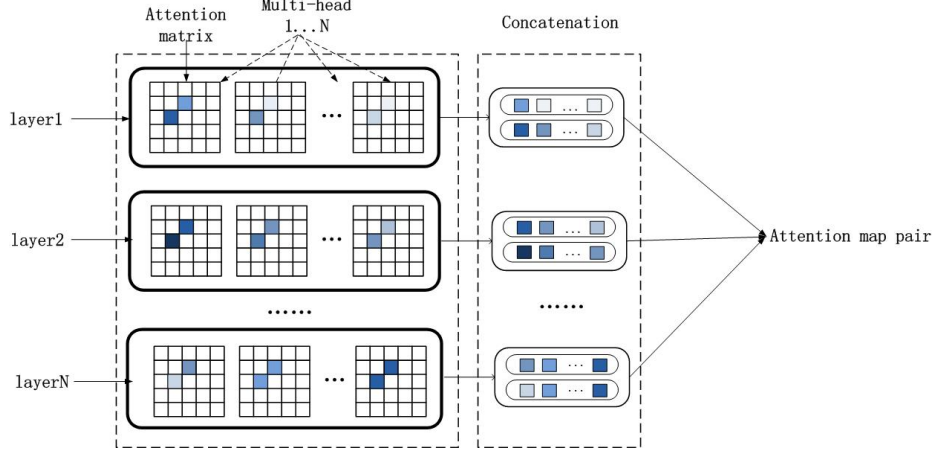 Multi-head
1...N
Attention
matrix
Concatenation
layer1
...
...
...
layer2
...
...
...
Attention map pair
......
......
layerN
...
...
...